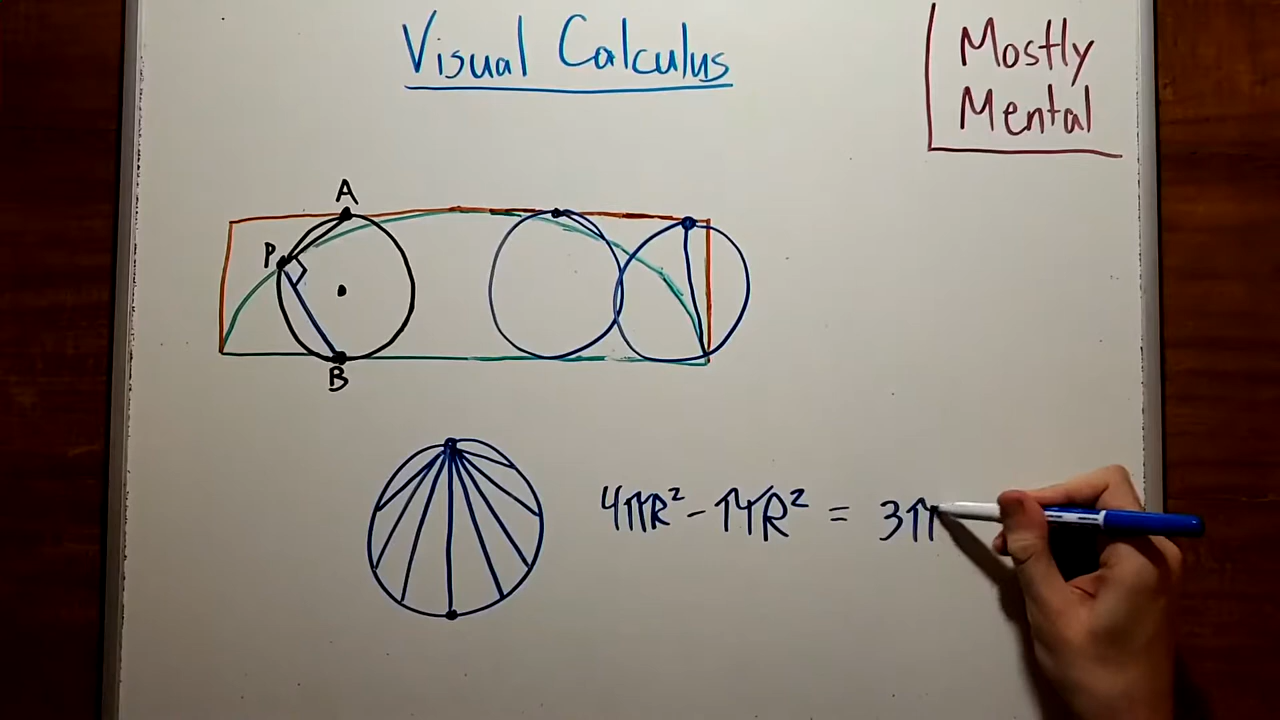 Visual Calculus
Mostly
Mental
A
P
B
4πR² - πR² = 3π